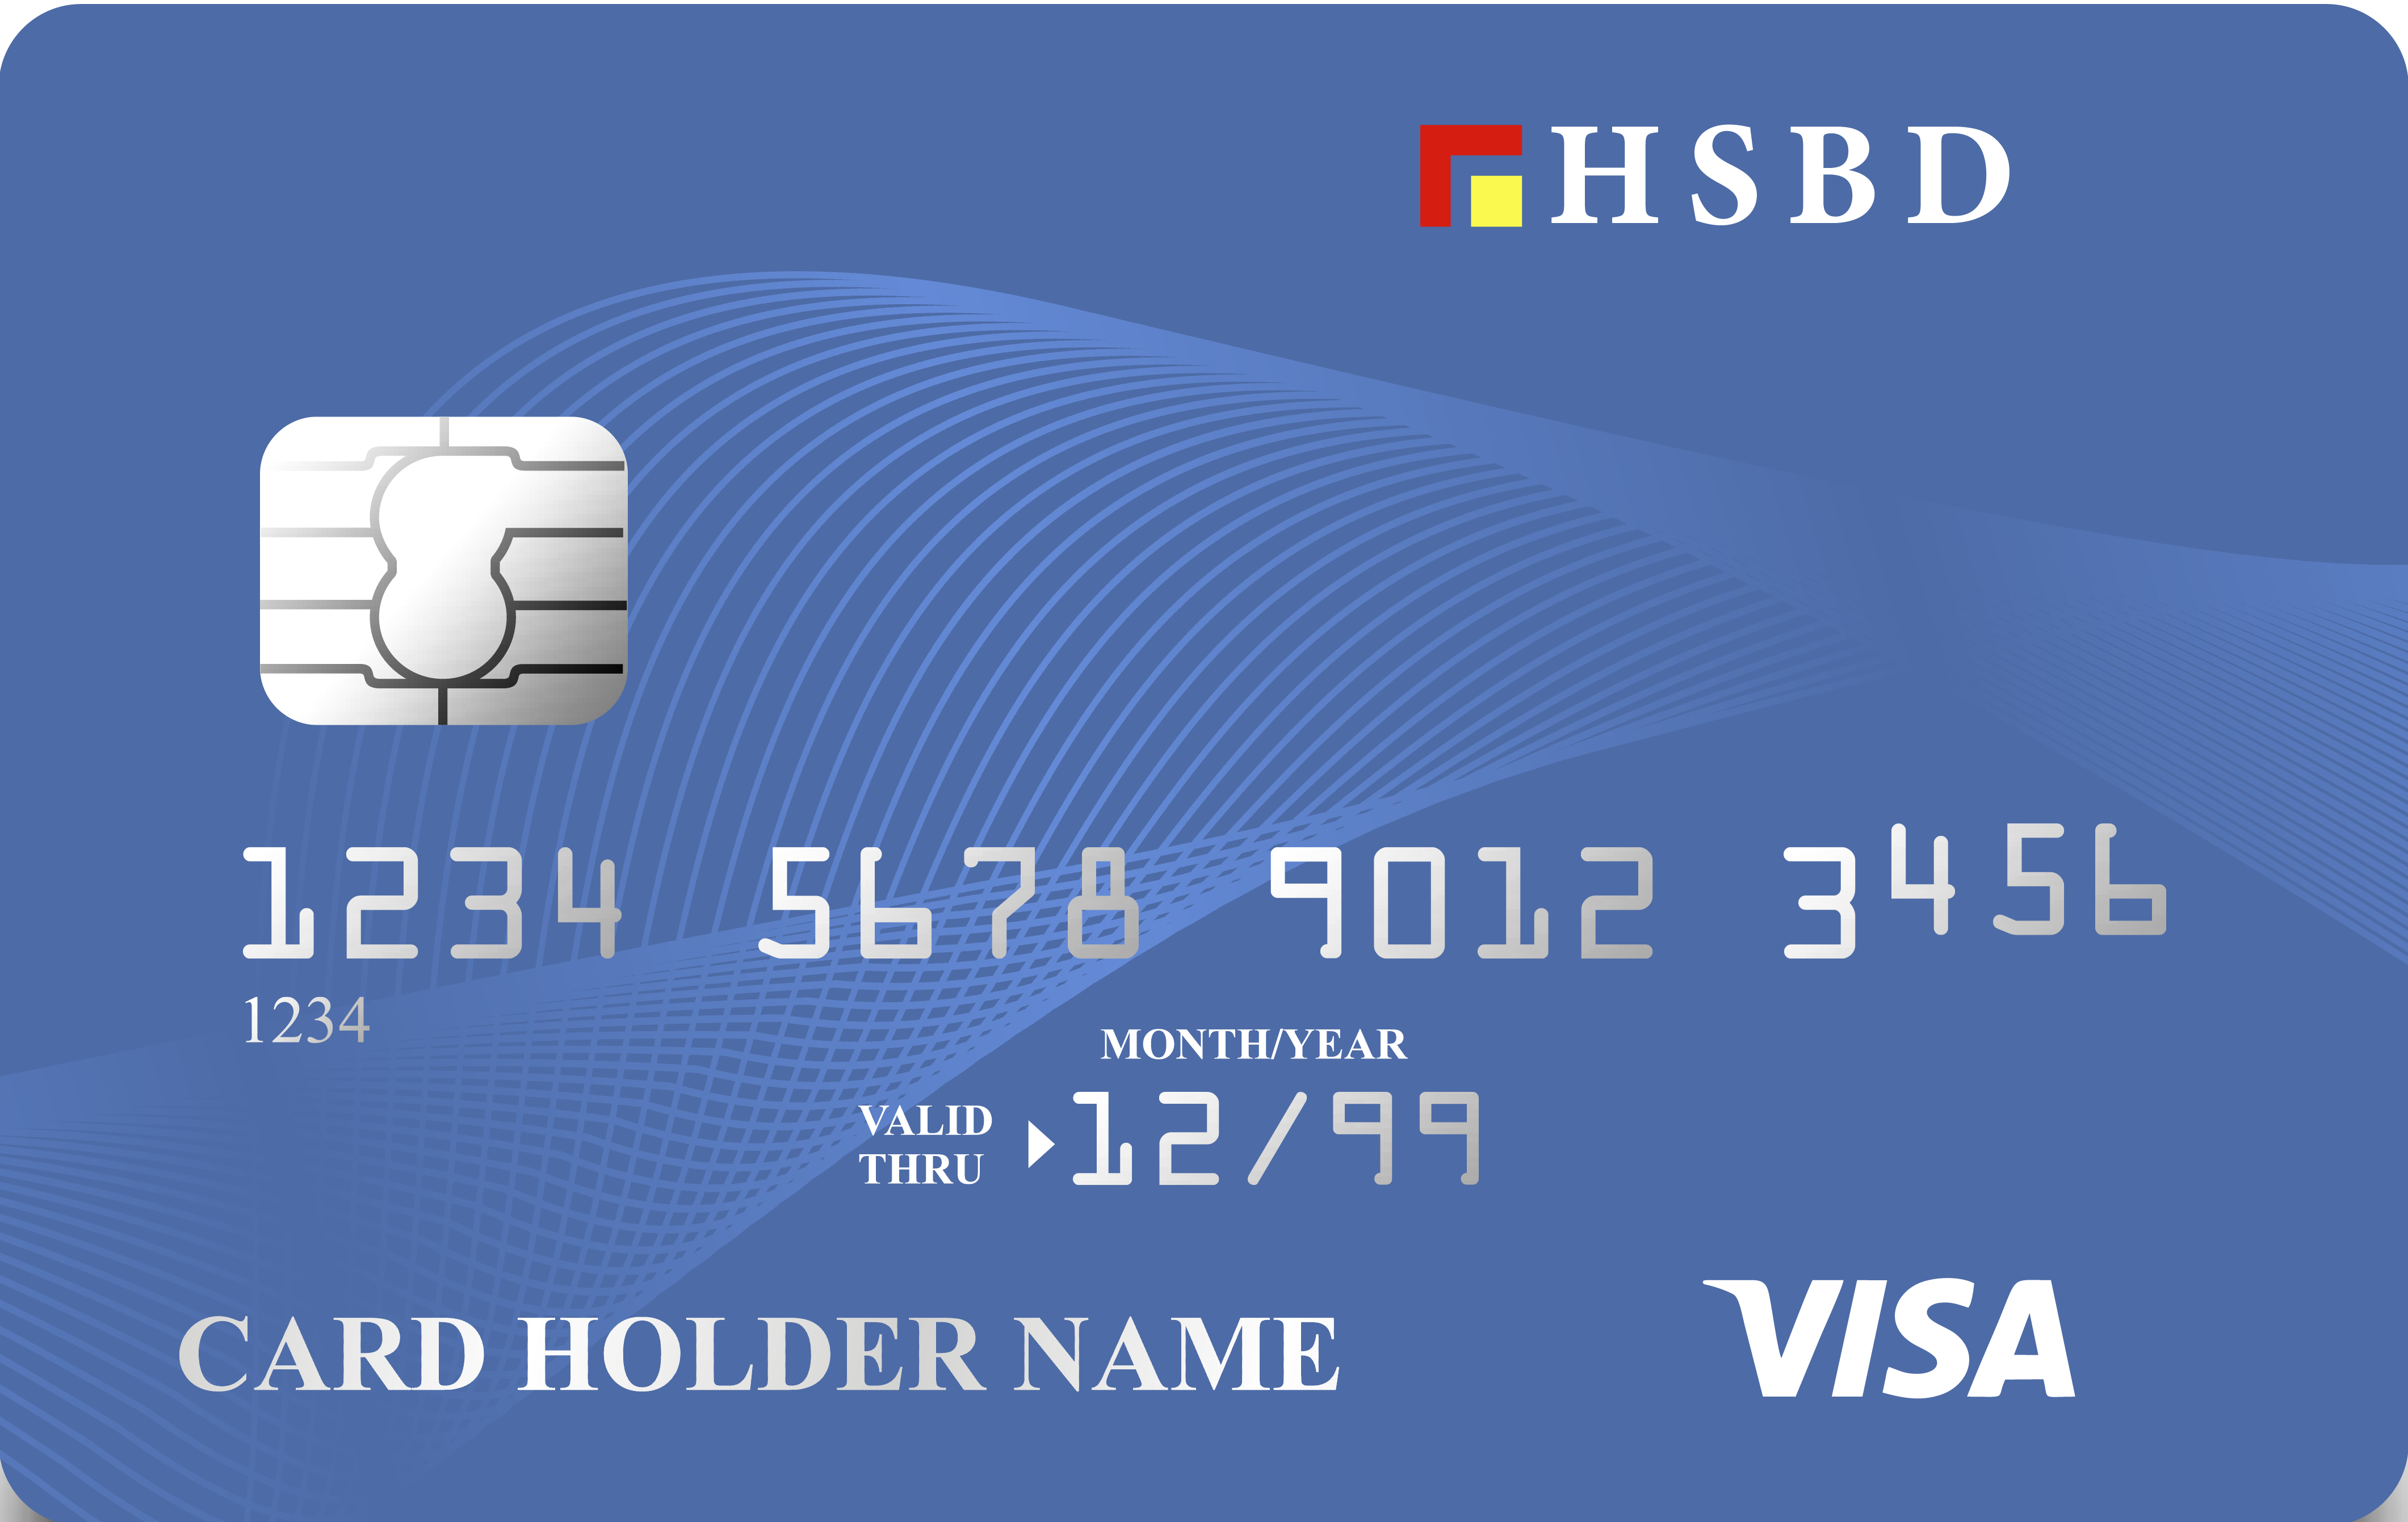 HSBD
1234 5678 9012 3456
1234
MONTH/YEAR
VALID
THRU
12/99
CARD HOLDER NAME
VISA